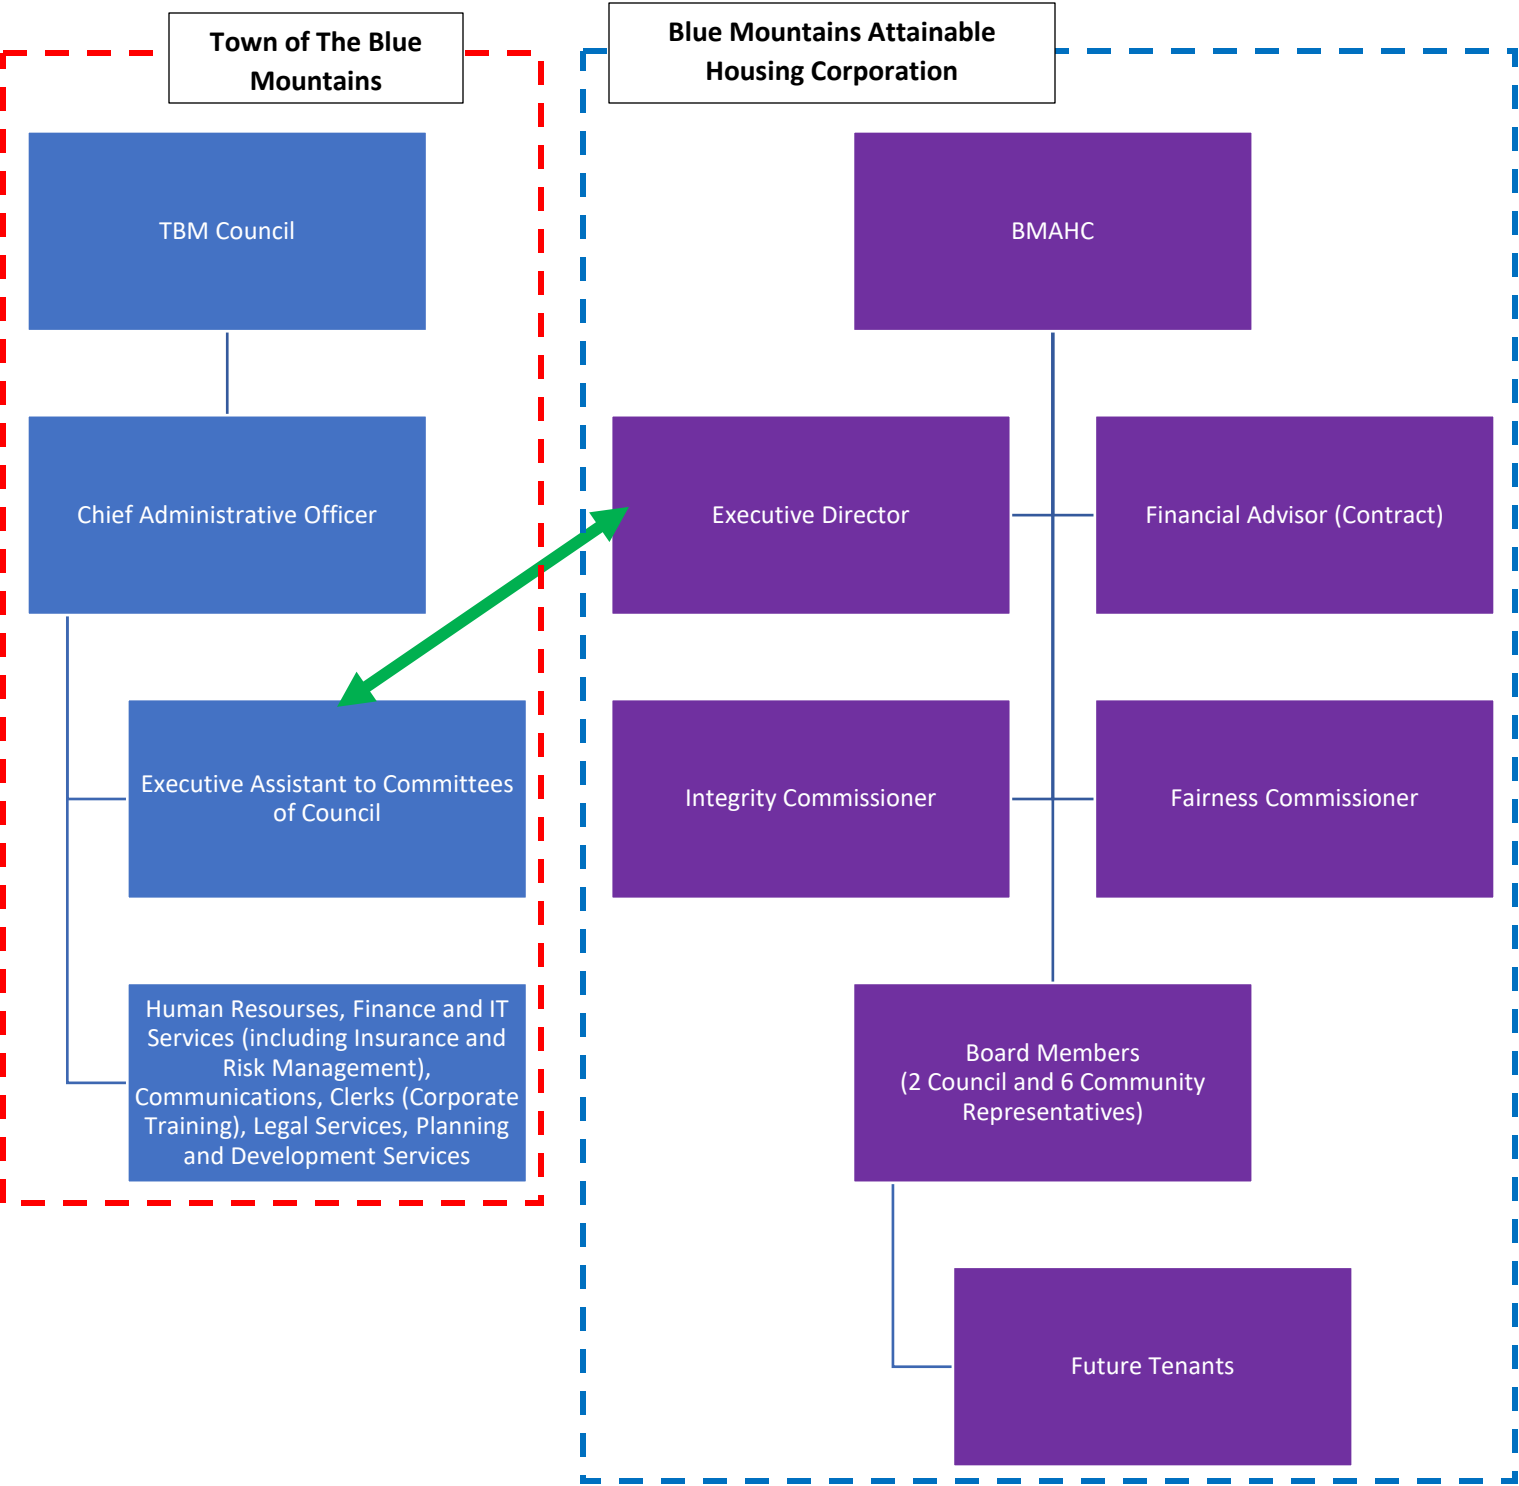 Town of The Blue
Mountains
TBM Council
Chief Administrative Officer
Executive Assistant to Committees
of Council
Human Resourses, Finance and IT
Services (including Insurance and
Risk Management),
Communications, Clerks (Corporate
Training), Legal Services, Planning
and Development Services
Blue Mountains Attainable
Housing Corporation
BMAHC
Executive Director
Financial Advisor (Contract)
Integrity Commissioner
Fairness Commissioner
Board Members
(2 Council and 6 Community
Representatives)
Future Tenants